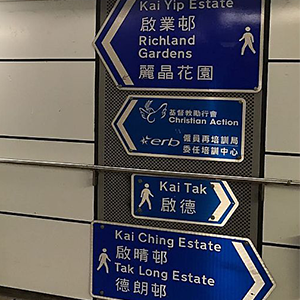 Kai Yip Estate
啟業邨
Richland
Gardens
麗晶花園
基督教勵行會
Christian Action
erb
僱員再培訓局
委任培訓中心
Kai Tak
啟德
Kai Ching Estate
啟晴邨
Tak Long Estate
德朗邨